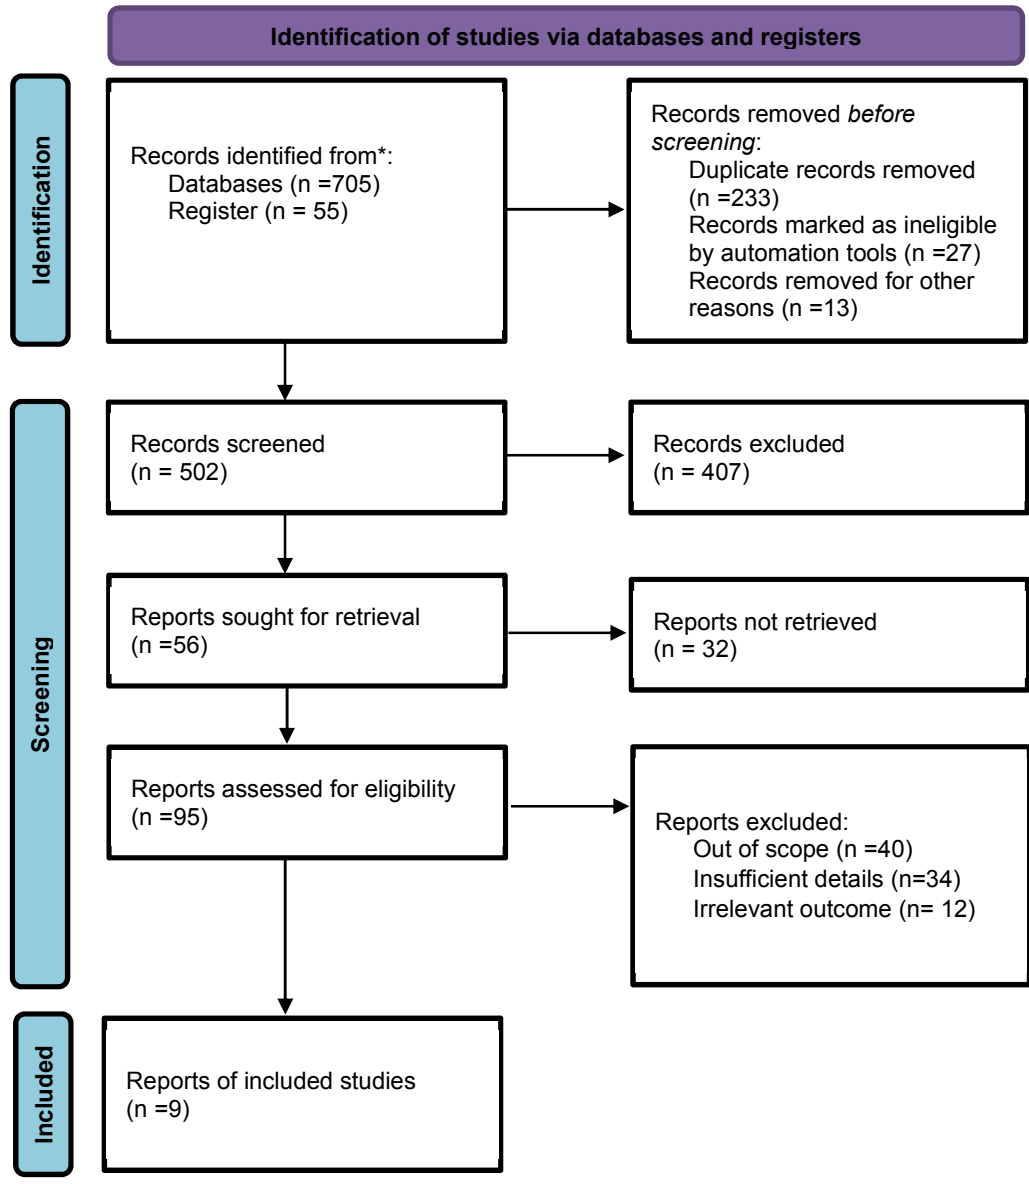 Identification of studies via databases and registers
Identification
Records identified from*:
Databases (n =705)
Register (n = 55)
Records removed before
screening:
Duplicate records removed
(n =233)
Records marked as ineligible
by automation tools (n =27)
Records removed for other
reasons (n =13)
Screening
Records screened
(n = 502)
Records excluded
(n = 407)
Reports sought for retrieval
(n =56)
Reports not retrieved
(n = 32)
Reports assessed for eligibility
(n =95)
Reports excluded:
Out of scope (n =40)
Insufficient details (n=34)
Irrelevant outcome (n= 12)
Included
Reports of included studies
(n =9)